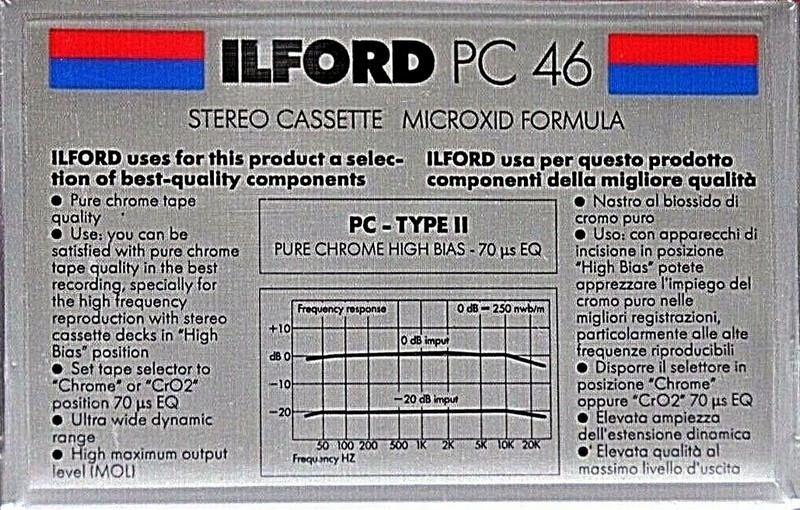 ILFORD PC 46
STEREO CASSETTE MICROXID FORMULA
ILFORD uses for this product a selec-
tion of best-quality components
● Pure chrome tape
quality
● Use: you can be
satisfied with pure chrome
tape quality in the best
recording, specially for
the high frequency
reproduction with stereo
cassette decks in "High
Bias" position
● Set tape selector to
"Chrome" or "CrO2"
position 70 µs EQ
● Ultra wide dynamic
range
● High maximum output
level (MOL)
PC - TYPE II
PURE CHROME HIGH BIAS - 70 µs EQ
Frequency response 0 dB = 250 nwb/m
+10
0 dB imput
dB 0
-10
-20 dB imput
-20
50 100 200 500 1K 2K 5K 10K 20K
Frequency HZ
ILFORD usa per questo prodotto
componenti della migliore qualità
● Nastro al biossido di
cromo puro
● Uso: con apparecchi di
incisione in posizione
"High Bias" potete
apprezzare l'impiego del
cromo puro nelle
migliori registrazioni,
particolarmente alle alte
frequenze riproducibili
● Disporre il selettore in
posizione "Chrome"
oppure "CrO2" 70 µs EQ
● Elevata ampiezza
dell'estensione dinamica
● Elevata qualità al
massimo livello d'uscita